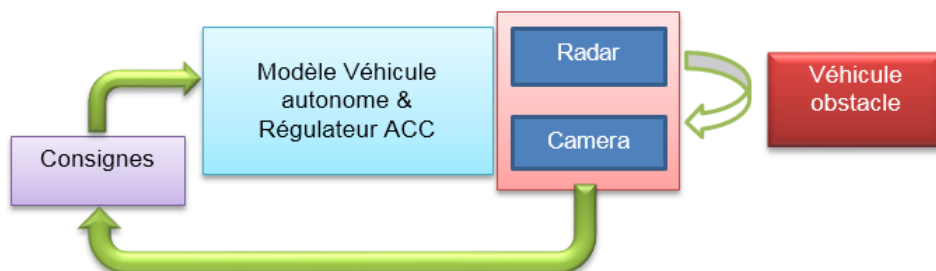 Consignes
Modèle Véhicule
autonome &
Régulateur ACC
Radar
Camera
Véhicule
obstacle